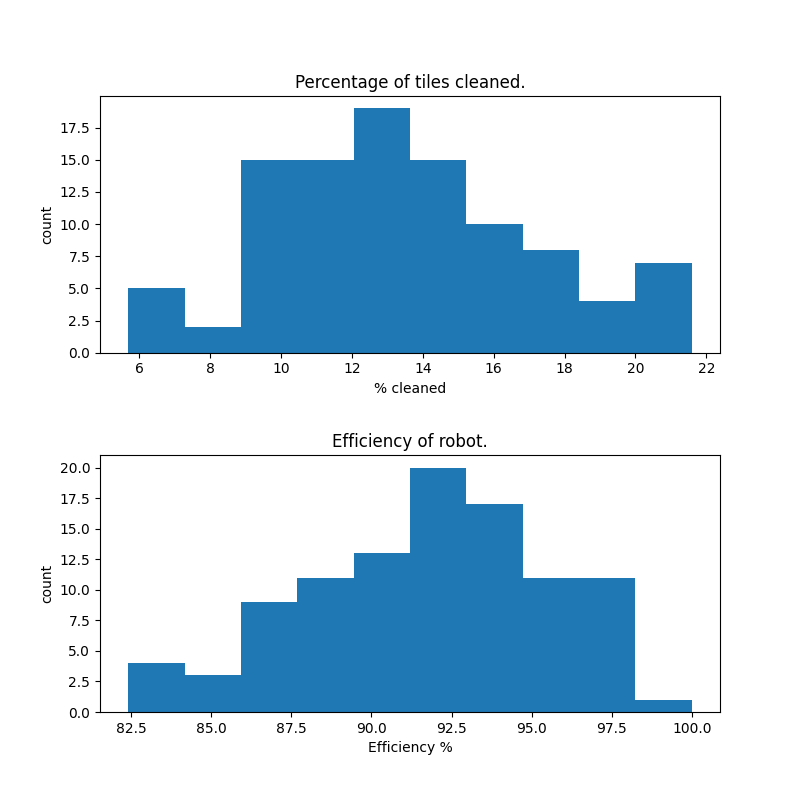 Percentage of tiles cleaned.
17.5
15.0
12.5
10.0
7.5
5.0
2.5
0.0
count
6 8 10 12 14 16 18 20 22
% cleaned
Efficiency of robot.
20.0
17.5
15.0
12.5
10.0
7.5
5.0
2.5
0.0
count
82.5 85.0 87.5 90.0 92.5 95.0 97.5 100.0
Efficiency %